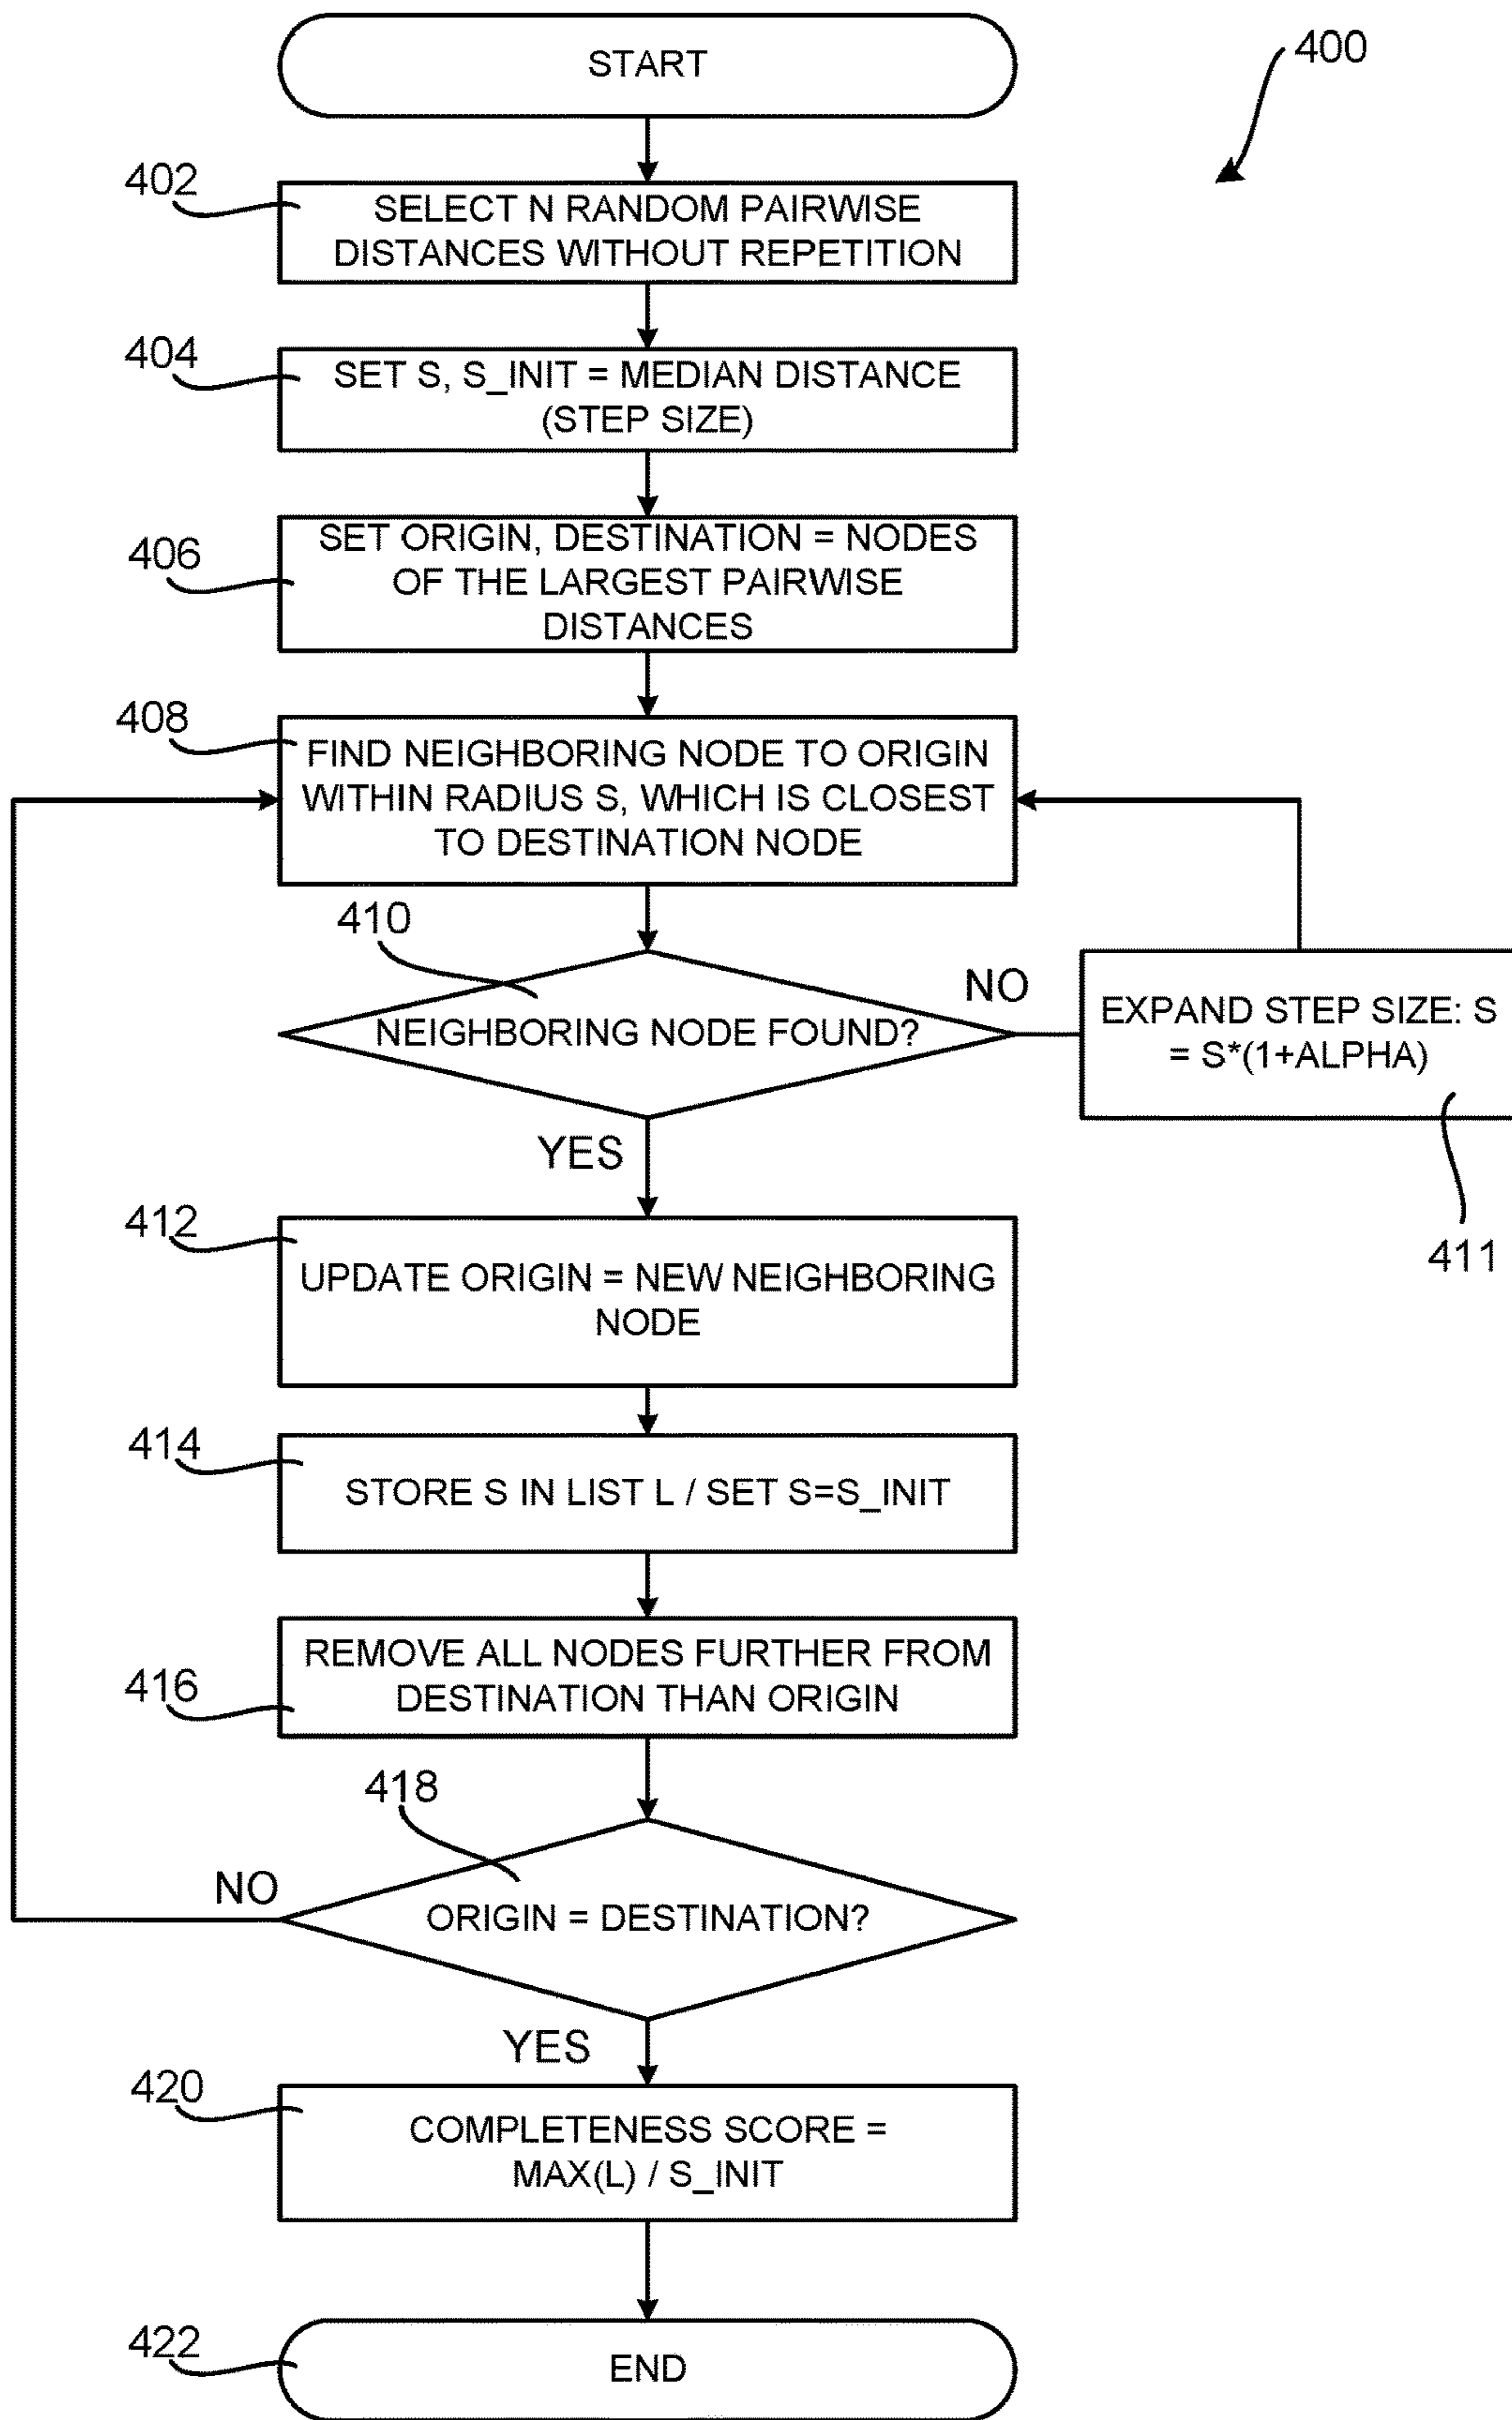 START
400
402
SELECT N RANDOM PAIRWISE
DISTANCES WITHOUT REPETITION
404
SET S, S_INIT = MEDIAN DISTANCE
(STEP SIZE)
406
SET ORIGIN, DESTINATION = NODES
OF THE LARGEST PAIRWISE
DISTANCES
408
FIND NEIGHBORING NODE TO ORIGIN
WITHIN RADIUS S, WHICH IS CLOSEST
TO DESTINATION NODE
410
NEIGHBORING NODE FOUND?
NO
EXPAND STEP SIZE: S
= S*(1+ALPHA)
411
YES
412
UPDATE ORIGIN = NEW NEIGHBORING
NODE
414
STORE S IN LIST L / SET S=S_INIT
416
REMOVE ALL NODES FURTHER FROM
DESTINATION THAN ORIGIN
418
NO
ORIGIN = DESTINATION?
YES
420
COMPLETENESS SCORE =
MAX(L) / S_INIT
422
END